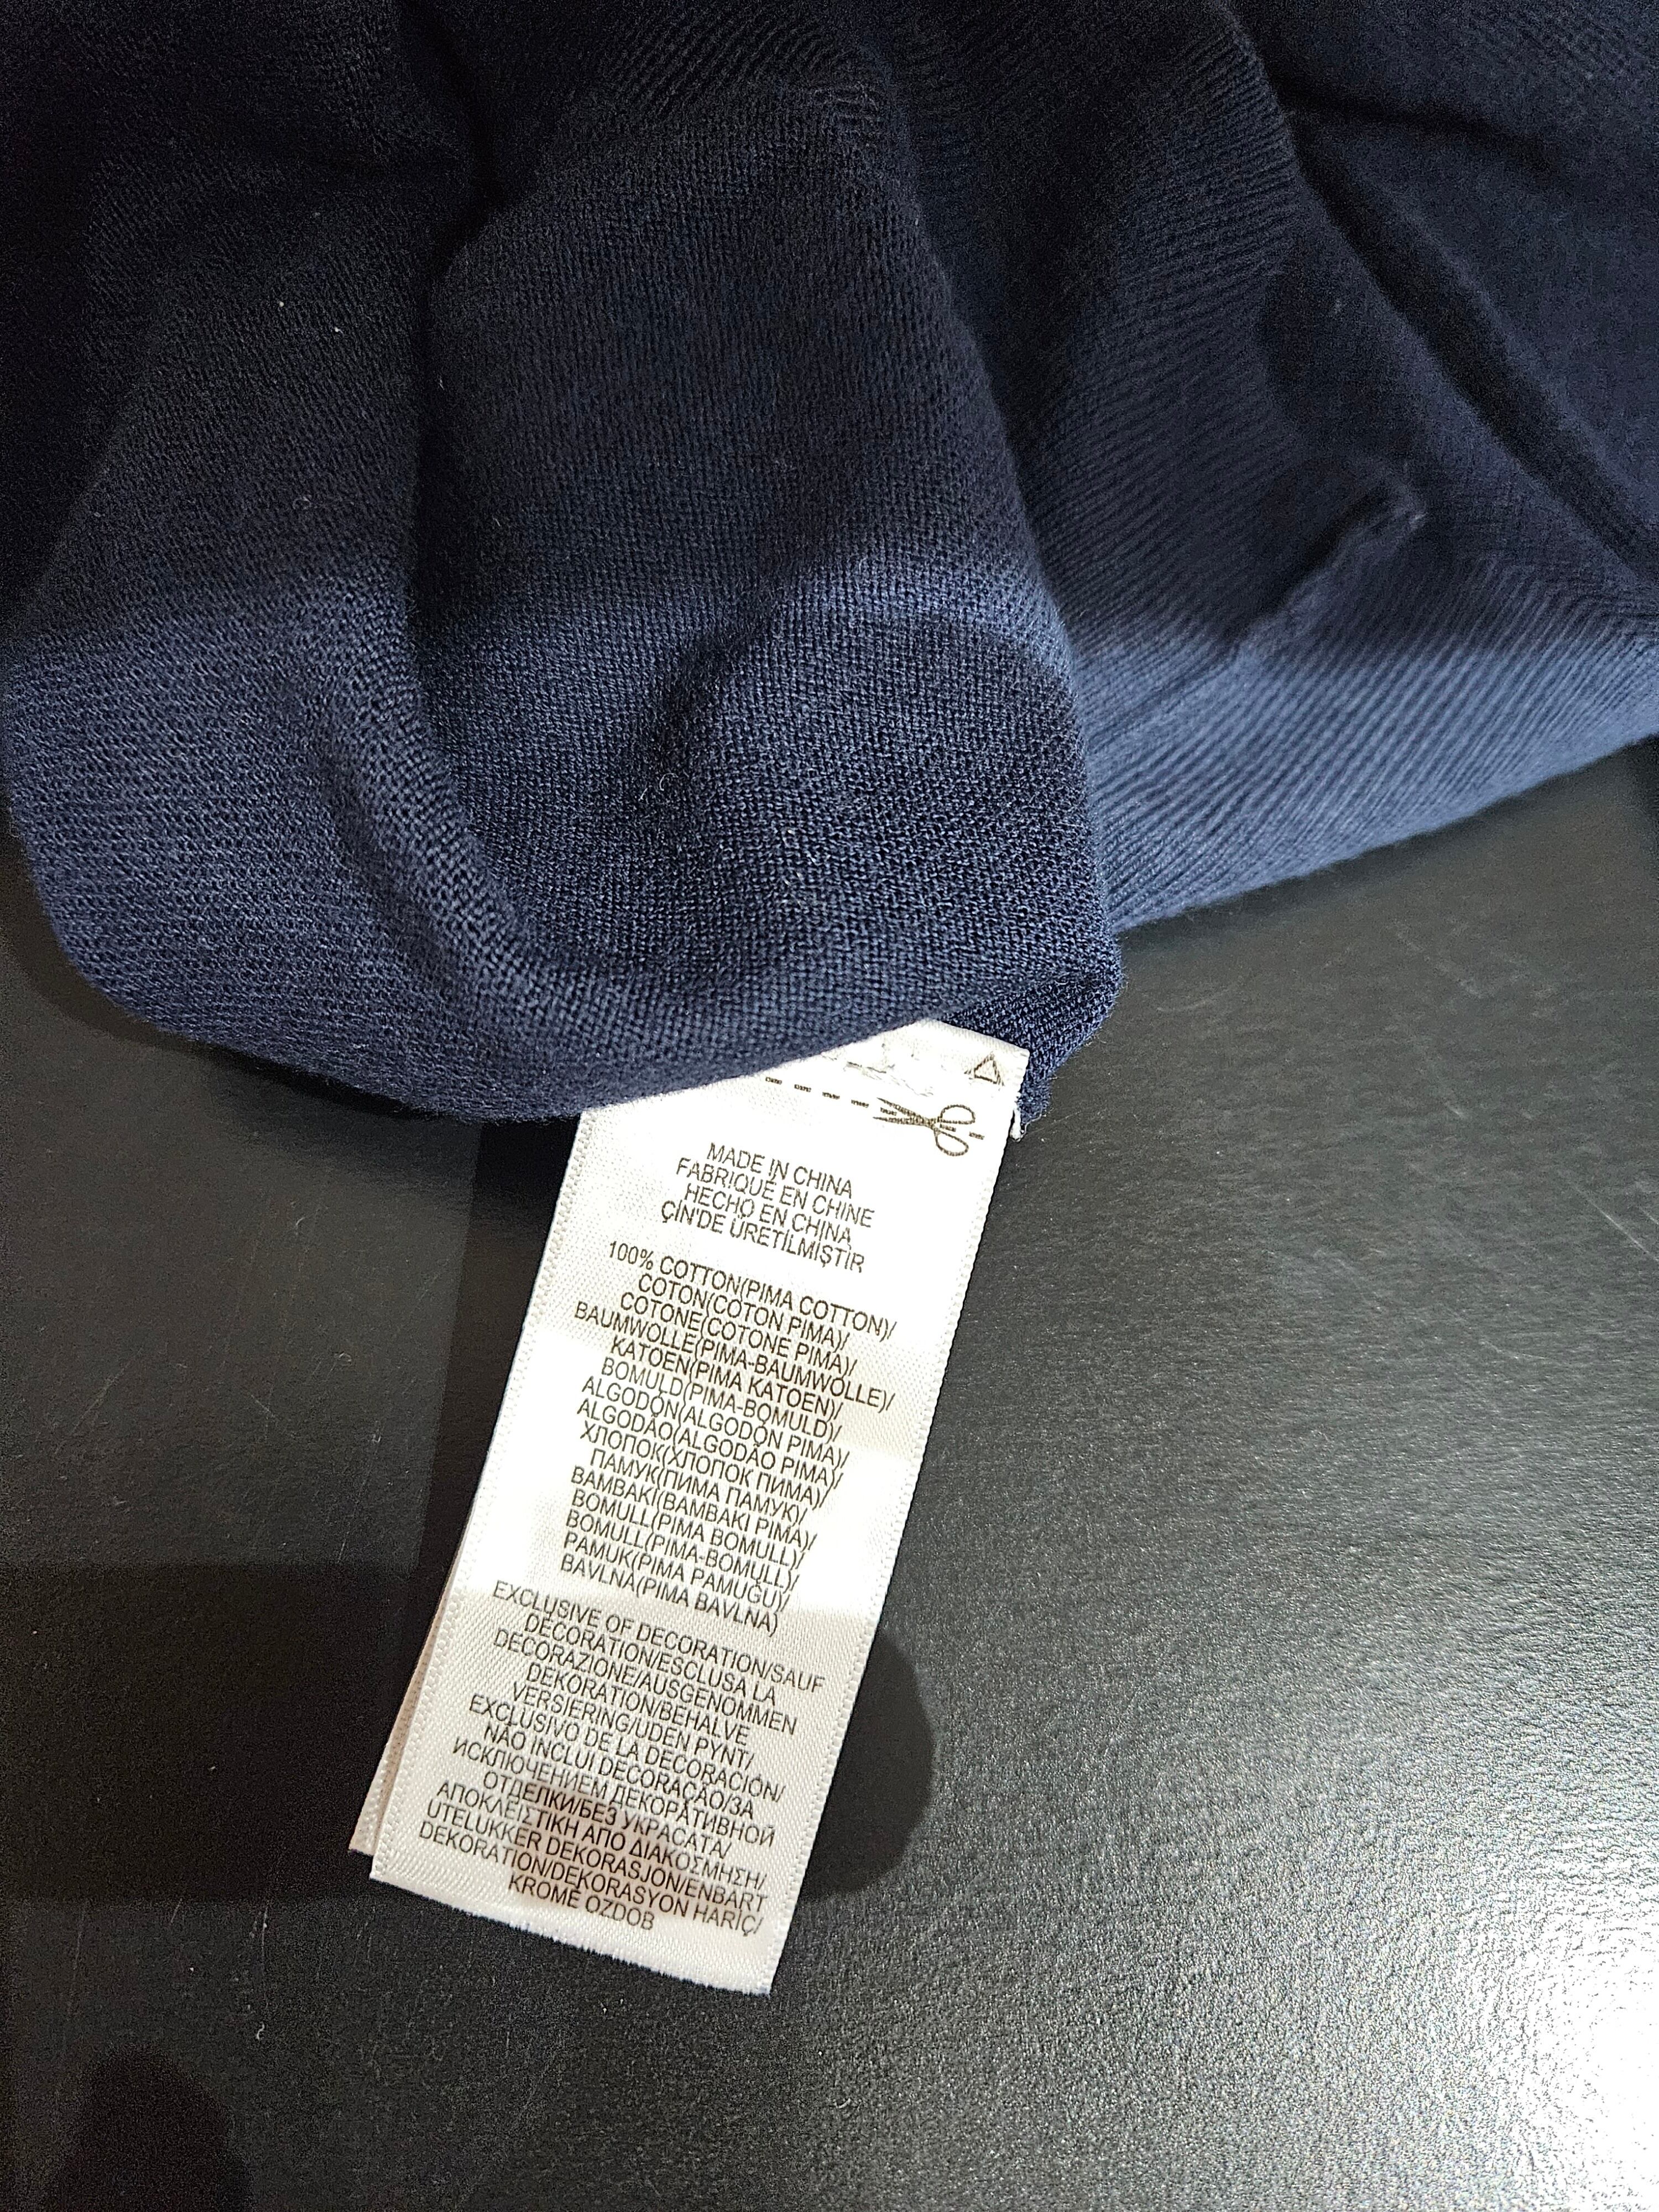 MADE IN CHINA
FABRIQUÉ EN CHINE
HECHO EN CHINA
ÇİN'DE ÜRETİLMİŞTİR
100% COTTON(PIMA COTTON)/
COTON(COTON PIMA)/
COTONE(COTONE PIMA)/
BAUMWOLLE(PIMA-BAUMWOLLE)/
KATOEN(PIMA KATOEN)/
BOMULD(PIMA-BOMULD)/
ALGODÓN(ALGODÓN PIMA)/
ALGODÃO(ALGODÃO PIMA)/
ХЛОПОК(ХЛОПОК ПИМА)/
ПАМУК(ПИМА ПАМУК)/
ΒΑΜΒΑΚΙ(ΒΑΜΒΑΚΙ PIMA)/
BOMULL(PIMA BOMULL)/
BOMULL(PIMA-BOMULL)/
PAMUK(PIMA PAMUĞU)/
BAVLNA(PIMA BAVLNA)
EXCLUSIVE OF DECORATION/SAUF
DÉCORATION/ESCLUSA LA
DECORAZIONE/AUSGENOMMEN
DEKORATION/BEHALVE
VERSIERING/UDEN PYNT/
EXCLUSIVO DE LA DECORACIÓN/
NÃO INCLUI DECORAÇÃO/ЗА
ИСКЛЮЧЕНИЕМ ДЕКОРАТИВНОЙ
ОТДЕЛКИ/БЕЗ УКРАСАТА/
ΑΠΟΚΛΕΙΣΤΙΚΗ ΑΠΟ ΔΙΑΚΟΣΜΗΣΗ/
UTELUKKER DEKORASJON/ENBART
DEKORATION/DEKORASYON HARİÇ/
KROMĚ OZDOB